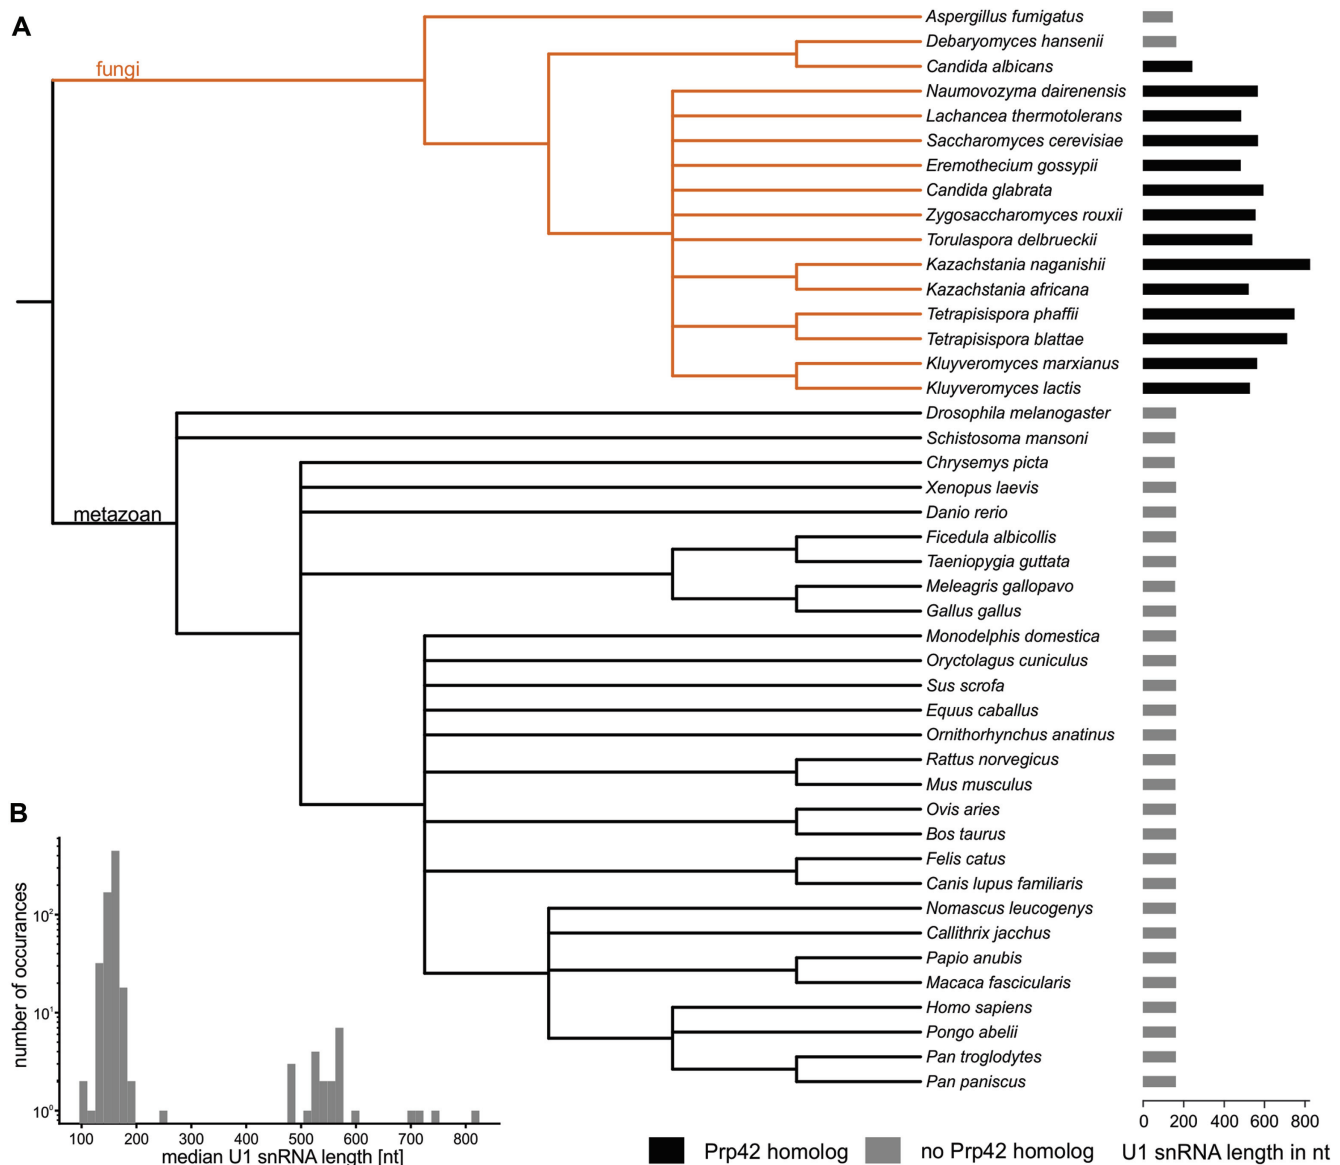 A
fungi
metazoan
Aspergillus fumigatus
Debaryomyces hansenii
Candida albicans
Naumovozyma dairenensis
Lachancea thermotolerans
Saccharomyces cerevisiae
Eremothecium gossypii
Candida glabrata
Zygosaccharomyces rouxii
Torulaspora delbrueckii
Kazachstania naganishii
Kazachstania africana
Tetrapisispora phaffii
Tetrapisispora blattae
Kluyveromyces marxianus
Kluyveromyces lactis
Drosophila melanogaster
Schistosoma mansoni
Chrysemys picta
Xenopus laevis
Danio rerio
Ficedula albicollis
Taeniopygia guttata
Meleagris gallopavo
Gallus gallus
Monodelphis domestica
Oryctolagus cuniculus
Sus scrofa
Equus caballus
Ornithorhynchus anatinus
Rattus norvegicus
Mus musculus
Ovis aries
Bos taurus
Felis catus
Canis lupus familiaris
Nomascus leucogenys
Callithrix jacchus
Papio anubis
Macaca fascicularis
Homo sapiens
Pongo abelii
Pan troglodytes
Pan paniscus
0 200 400 600 800
U1 snRNA length in nt
Prp42 homolog
no Prp42 homolog
B
number of occurances
10²
10¹
10⁰
100 200 300 400 500 600 700 800
median U1 snRNA length [nt]